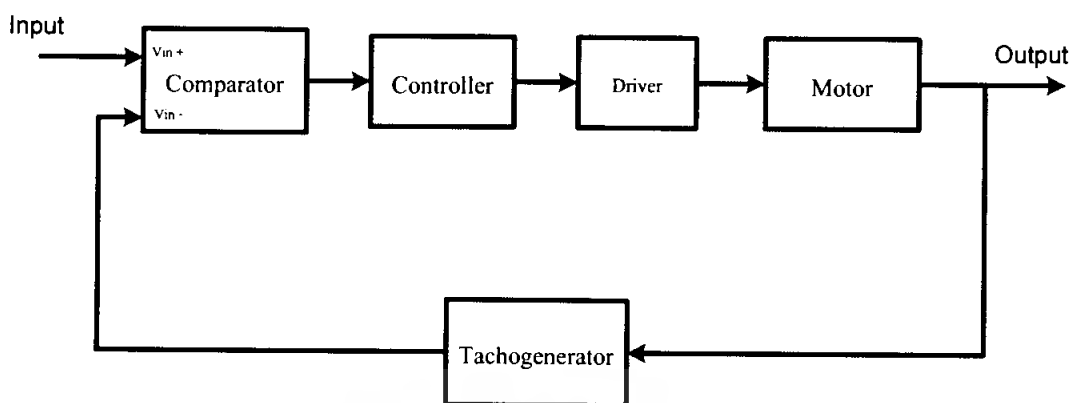 Input
Vin +
Vin -
Comparator
Controller
Driver
Motor
Output
Tachogenerator